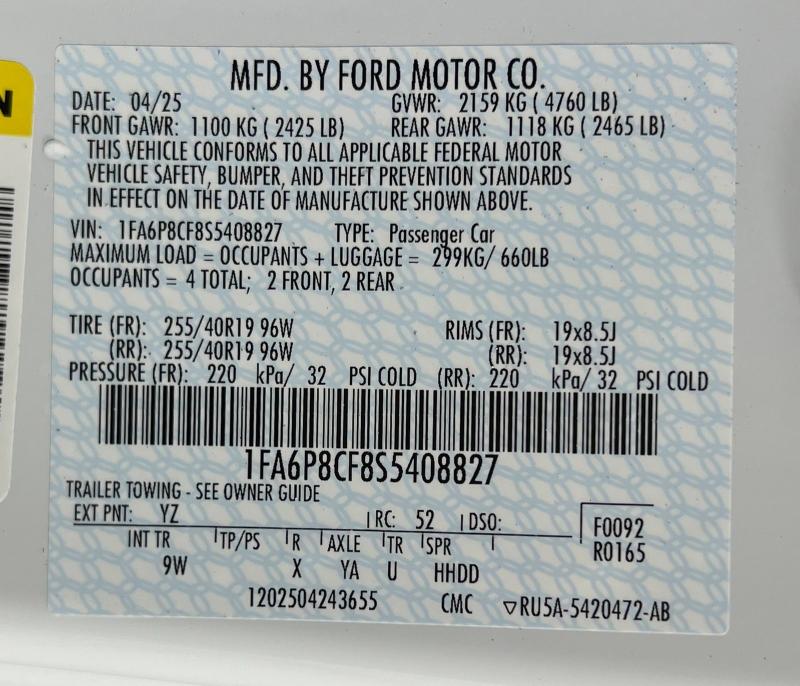 N
MFD. BY FORD MOTOR CO.
DATE: 04/25 GVWR: 2159 KG ( 4760 LB)
FRONT GAWR: 1100 KG ( 2425 LB) REAR GAWR: 1118 KG ( 2465 LB)
THIS VEHICLE CONFORMS TO ALL APPLICABLE FEDERAL MOTOR
VEHICLE SAFETY, BUMPER, AND THEFT PREVENTION STANDARDS
IN EFFECT ON THE DATE OF MANUFACTURE SHOWN ABOVE.
VIN: 1FA6P8CF8S5408827 TYPE: Passenger Car
MAXIMUM LOAD = OCCUPANTS + LUGGAGE = 299KG/ 660LB
OCCUPANTS = 4 TOTAL; 2 FRONT, 2 REAR
TIRE (FR): 255/40R19 96W RIMS (FR): 19x8.5J
(RR): 255/40R19 96W (RR): 19x8.5J
PRESSURE (FR): 220 kPa/ 32 PSI COLD (RR): 220 kPa/ 32 PSI COLD
1FA6P8CF8S5408827
TRAILER TOWING - SEE OWNER GUIDE
EXT PNT: YZ RC: 52 DSO: F0092
R0165
INT TR TP/PS R AXLE TR SPR
9W X YA U HHDD
1202504243655 CMC ▽RU5A-5420472-AB